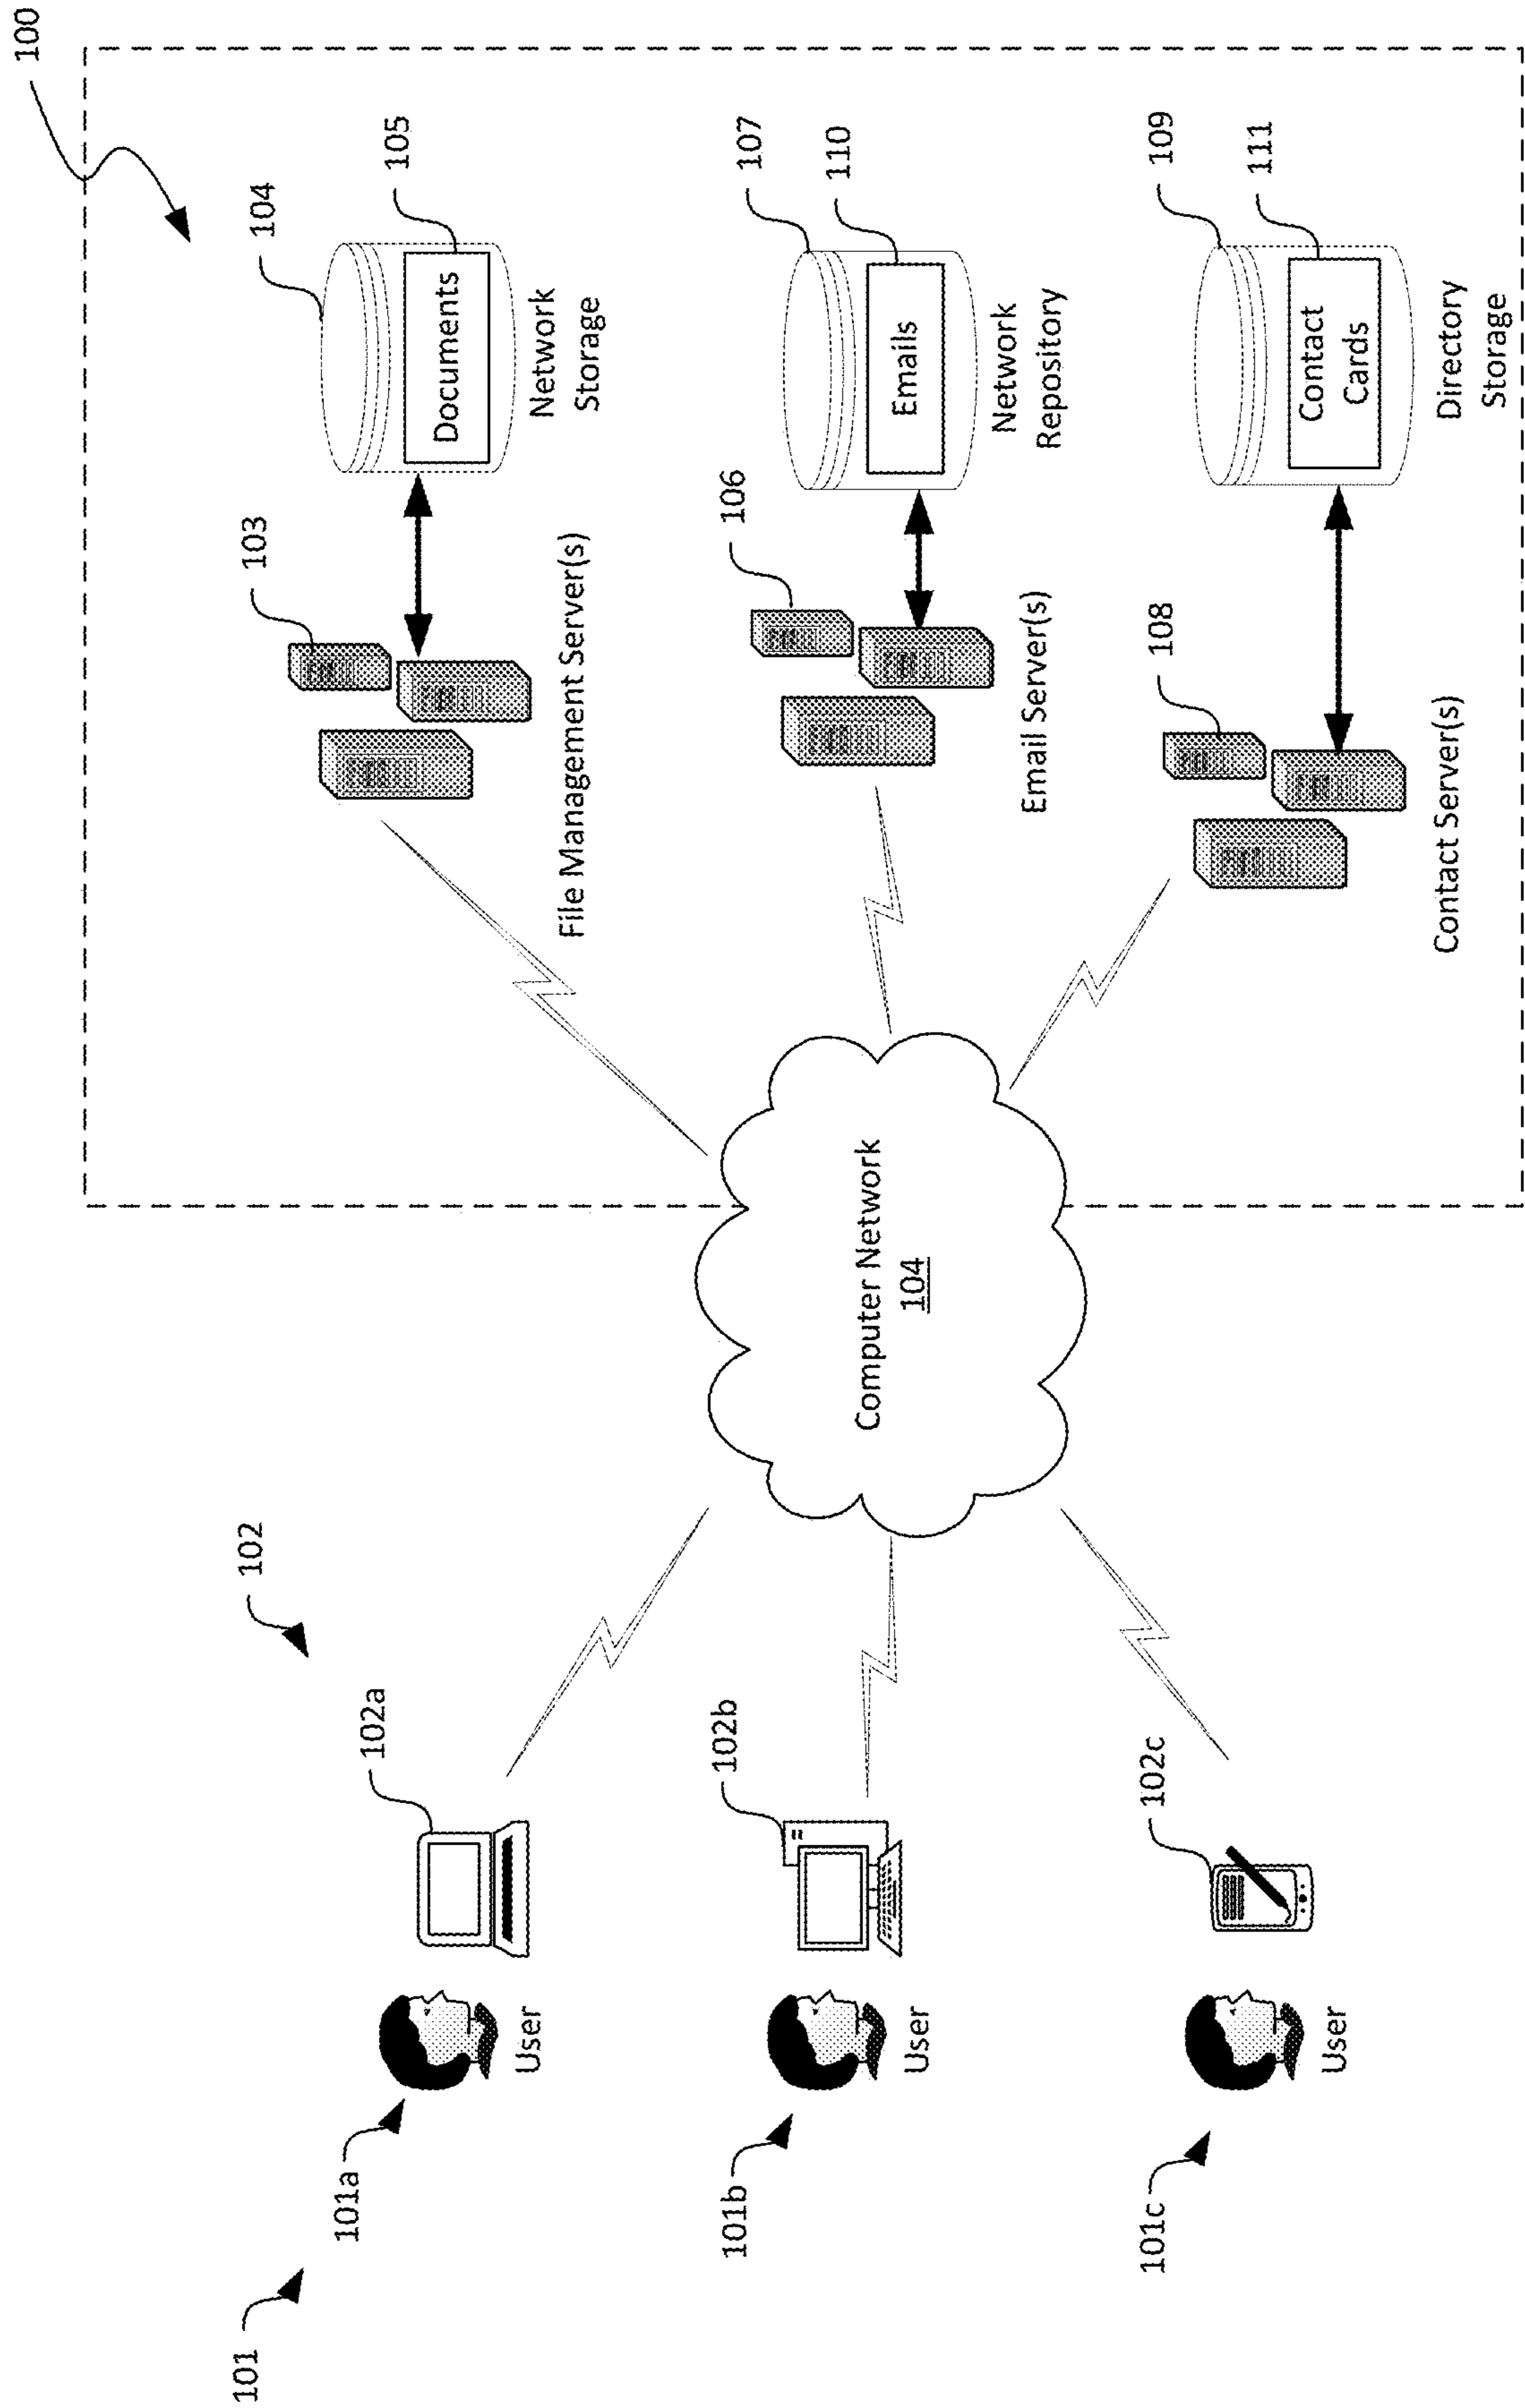 100
101
101a
User
102
102a
101b
User
102b
101c
User
102c
Computer Network
104
103
File Management Server(s)
104
105
Documents
Network
Storage
106
Email Server(s)
107
110
Emails
Network
Repository
108
Contact Server(s)
109
111
Contact
Cards
Directory
Storage